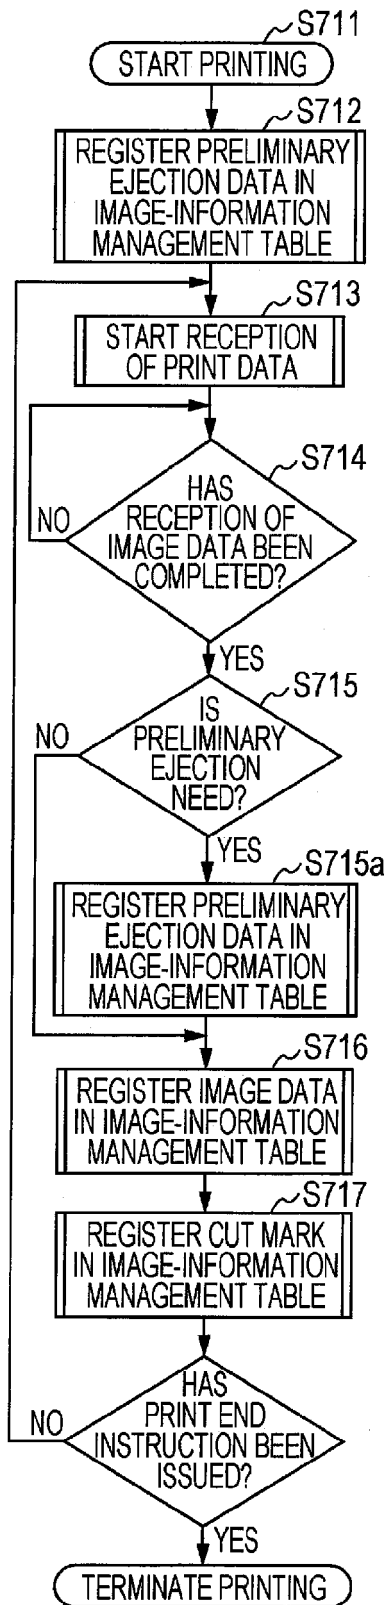 S711
START PRINTING
S712
REGISTER PRELIMINARY
EJECTION DATA IN
IMAGE-INFORMATION
MANAGEMENT TABLE
S713
START RECEPTION
OF PRINT DATA
S714
HAS
RECEPTION OF
IMAGE DATA BEEN
COMPLETED?
NO
YES
S715
IS
PRELIMINARY
EJECTION
NEED?
NO
YES
S715a
REGISTER PRELIMINARY
EJECTION DATA IN
IMAGE-INFORMATION
MANAGEMENT TABLE
S716
REGISTER IMAGE DATA
IN IMAGE-INFORMATION
MANAGEMENT TABLE
S717
REGISTER CUT MARK
IN IMAGE-INFORMATION
MANAGEMENT TABLE
HAS
PRINT END
INSTRUCTION BEEN
ISSUED?
NO
YES
TERMINATE PRINTING